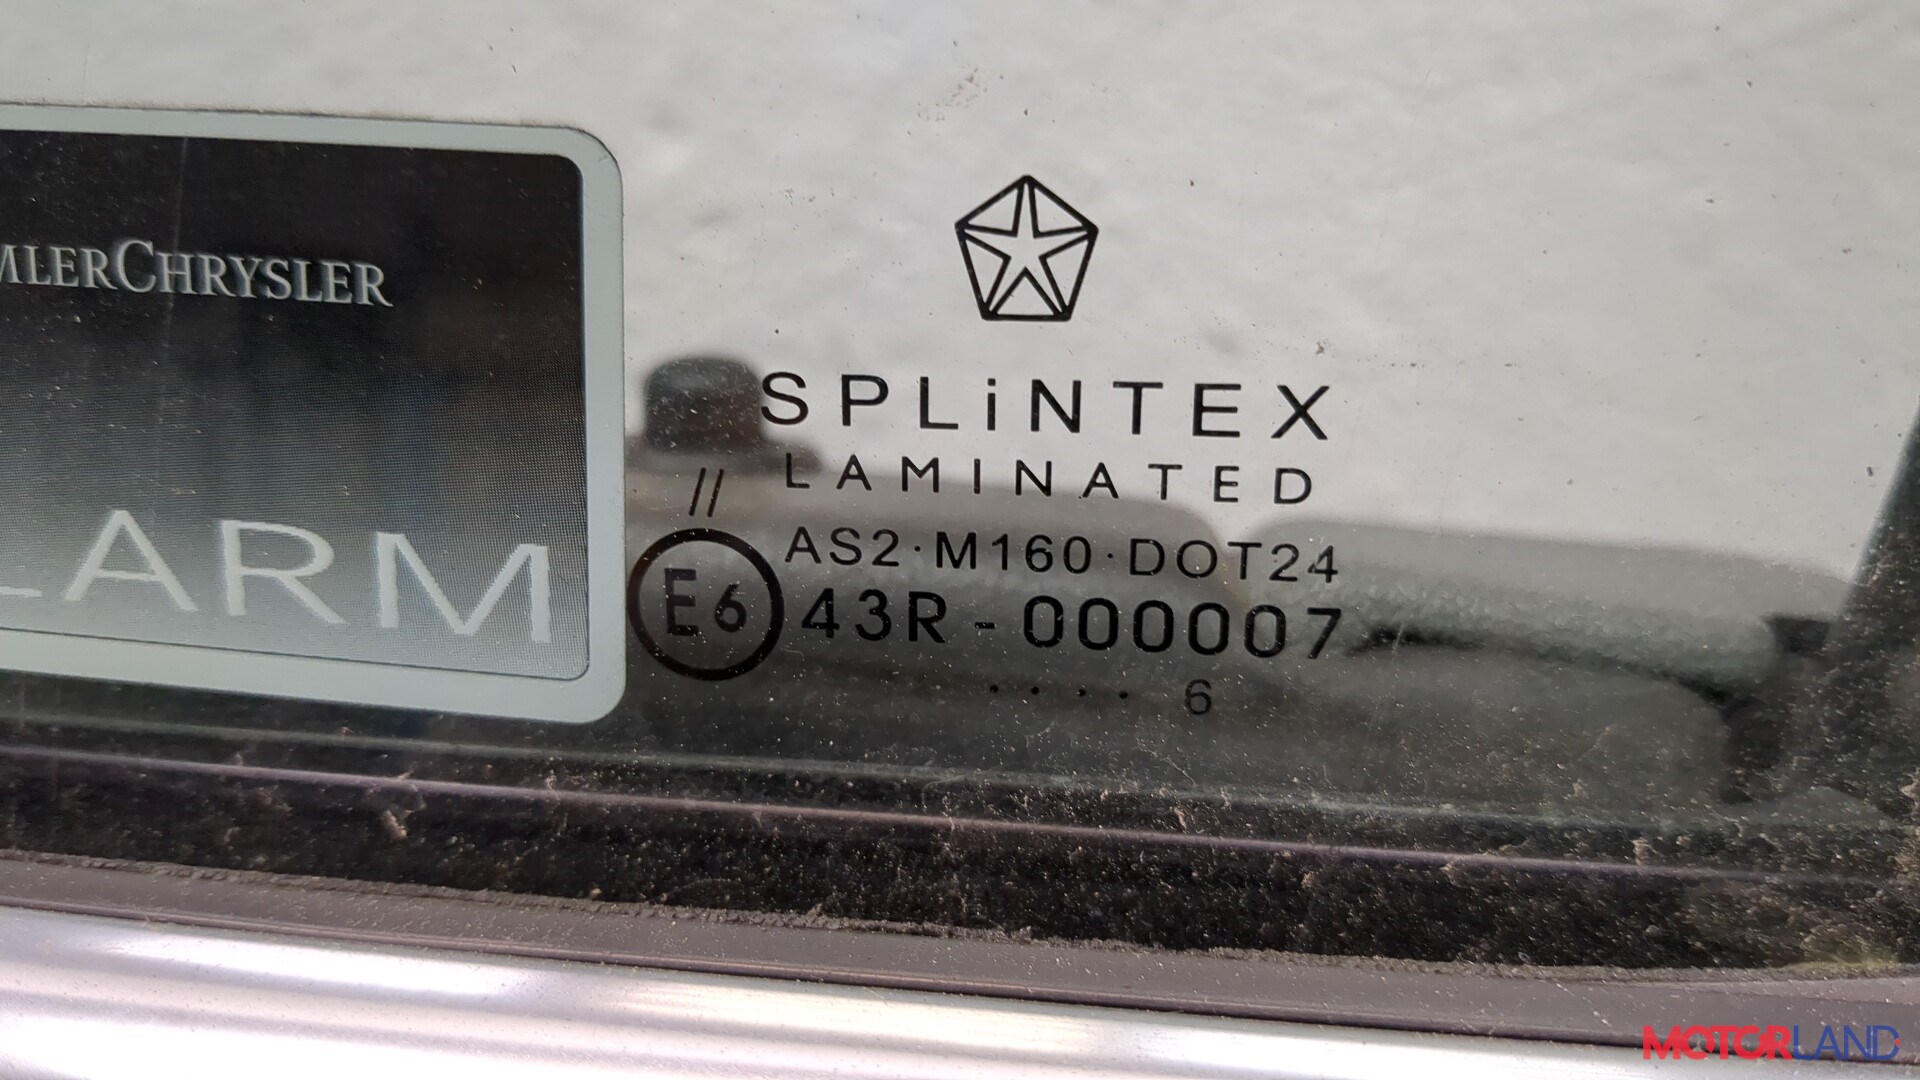 MLERCHRYSLER
LARM
SPLiNTEX
LAMINATED
//
AS2·M160·DOT24
E6 43R-000007
.... 6
MOTORLAND